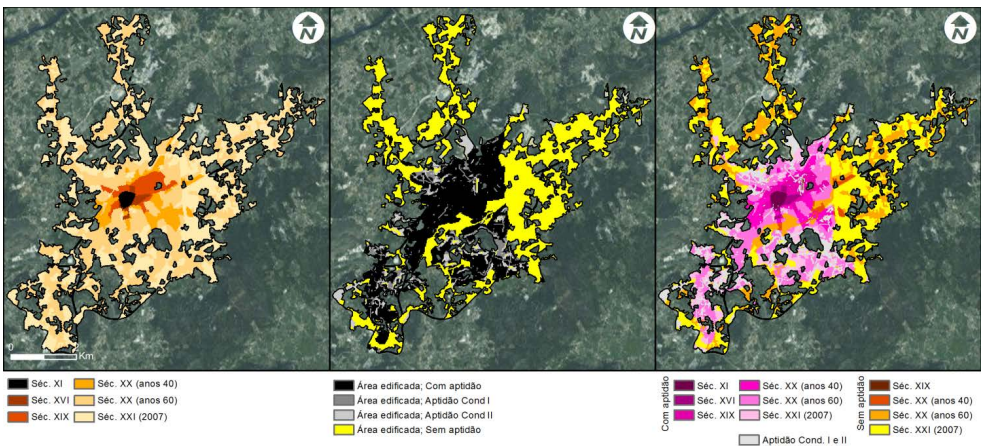 N
N
N
0
2
Km
Séc. XI
Séc. XVI
Séc. XIX
Séc. XX (anos 40)
Séc. XX (anos 60)
Séc. XXI (2007)
Área edificada; Com aptidão
Área edificada; Aptidão Cond I
Área edificada; Aptidão Cond II
Área edificada; Sem aptidão
Com aptidão
Séc. XI
Séc. XVI
Séc. XIX
Séc. XX (anos 40)
Séc. XX (anos 60)
Séc. XXI (2007)
Aptidão Cond. I e II
Sem aptidão
Séc. XIX
Séc. XX (anos 40)
Séc. XX (anos 60)
Séc. XXI (2007)